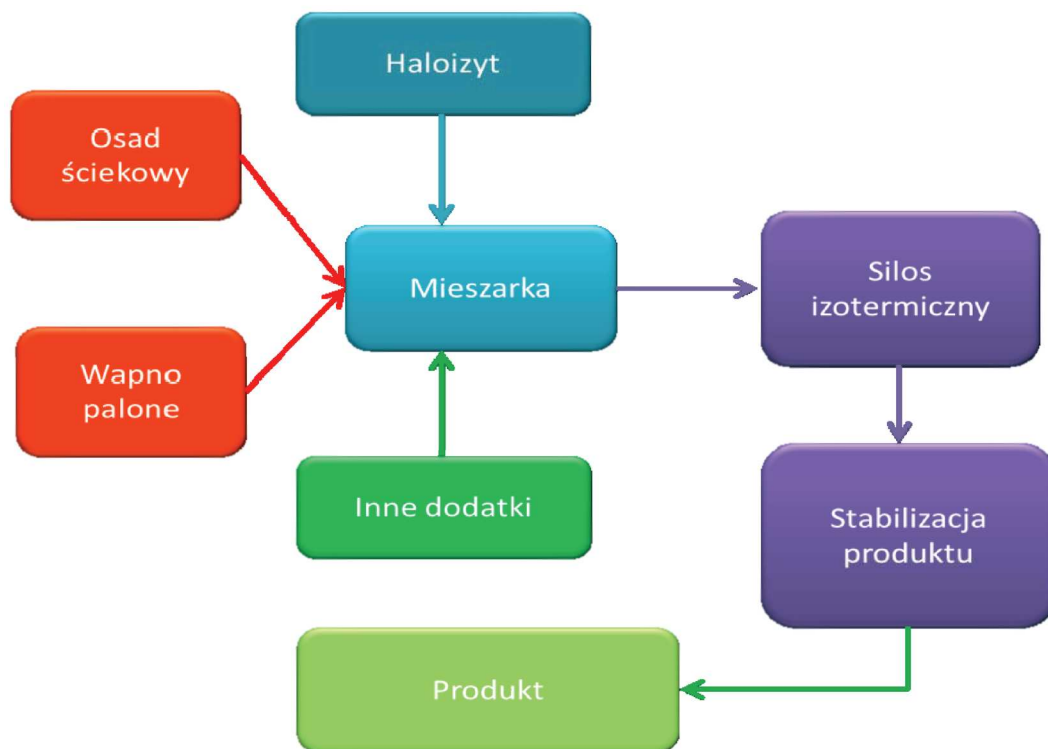 Haloizyt
Osad
ściekowy
Mieszarka
Silos
izotermiczny
Wapno
palone
Inne dodatki
Stabilizacja
produktu
Produkt